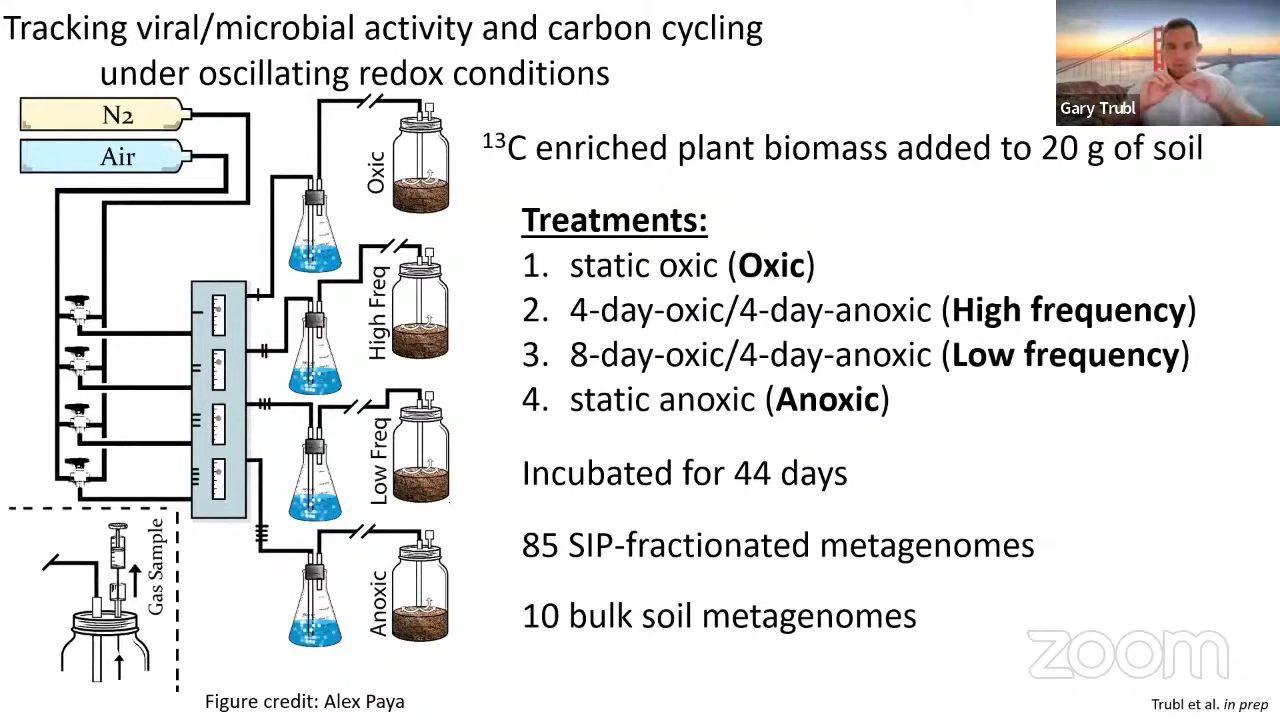 Tracking viral/microbial activity and carbon cycling
under oscillating redox conditions
N2
Air
Oxic
High Freq
Low Freq
Anoxic
Gas Sample
Figure credit: Alex Paya
Gary Trubl
¹³C enriched plant biomass added to 20 g of soil
Treatments:
1. static oxic (Oxic)
2. 4-day-oxic/4-day-anoxic (High frequency)
3. 8-day-oxic/4-day-anoxic (Low frequency)
4. static anoxic (Anoxic)
Incubated for 44 days
85 SIP-fractionated metagenomes
10 bulk soil metagenomes
zoom
Trubl et al. in prep